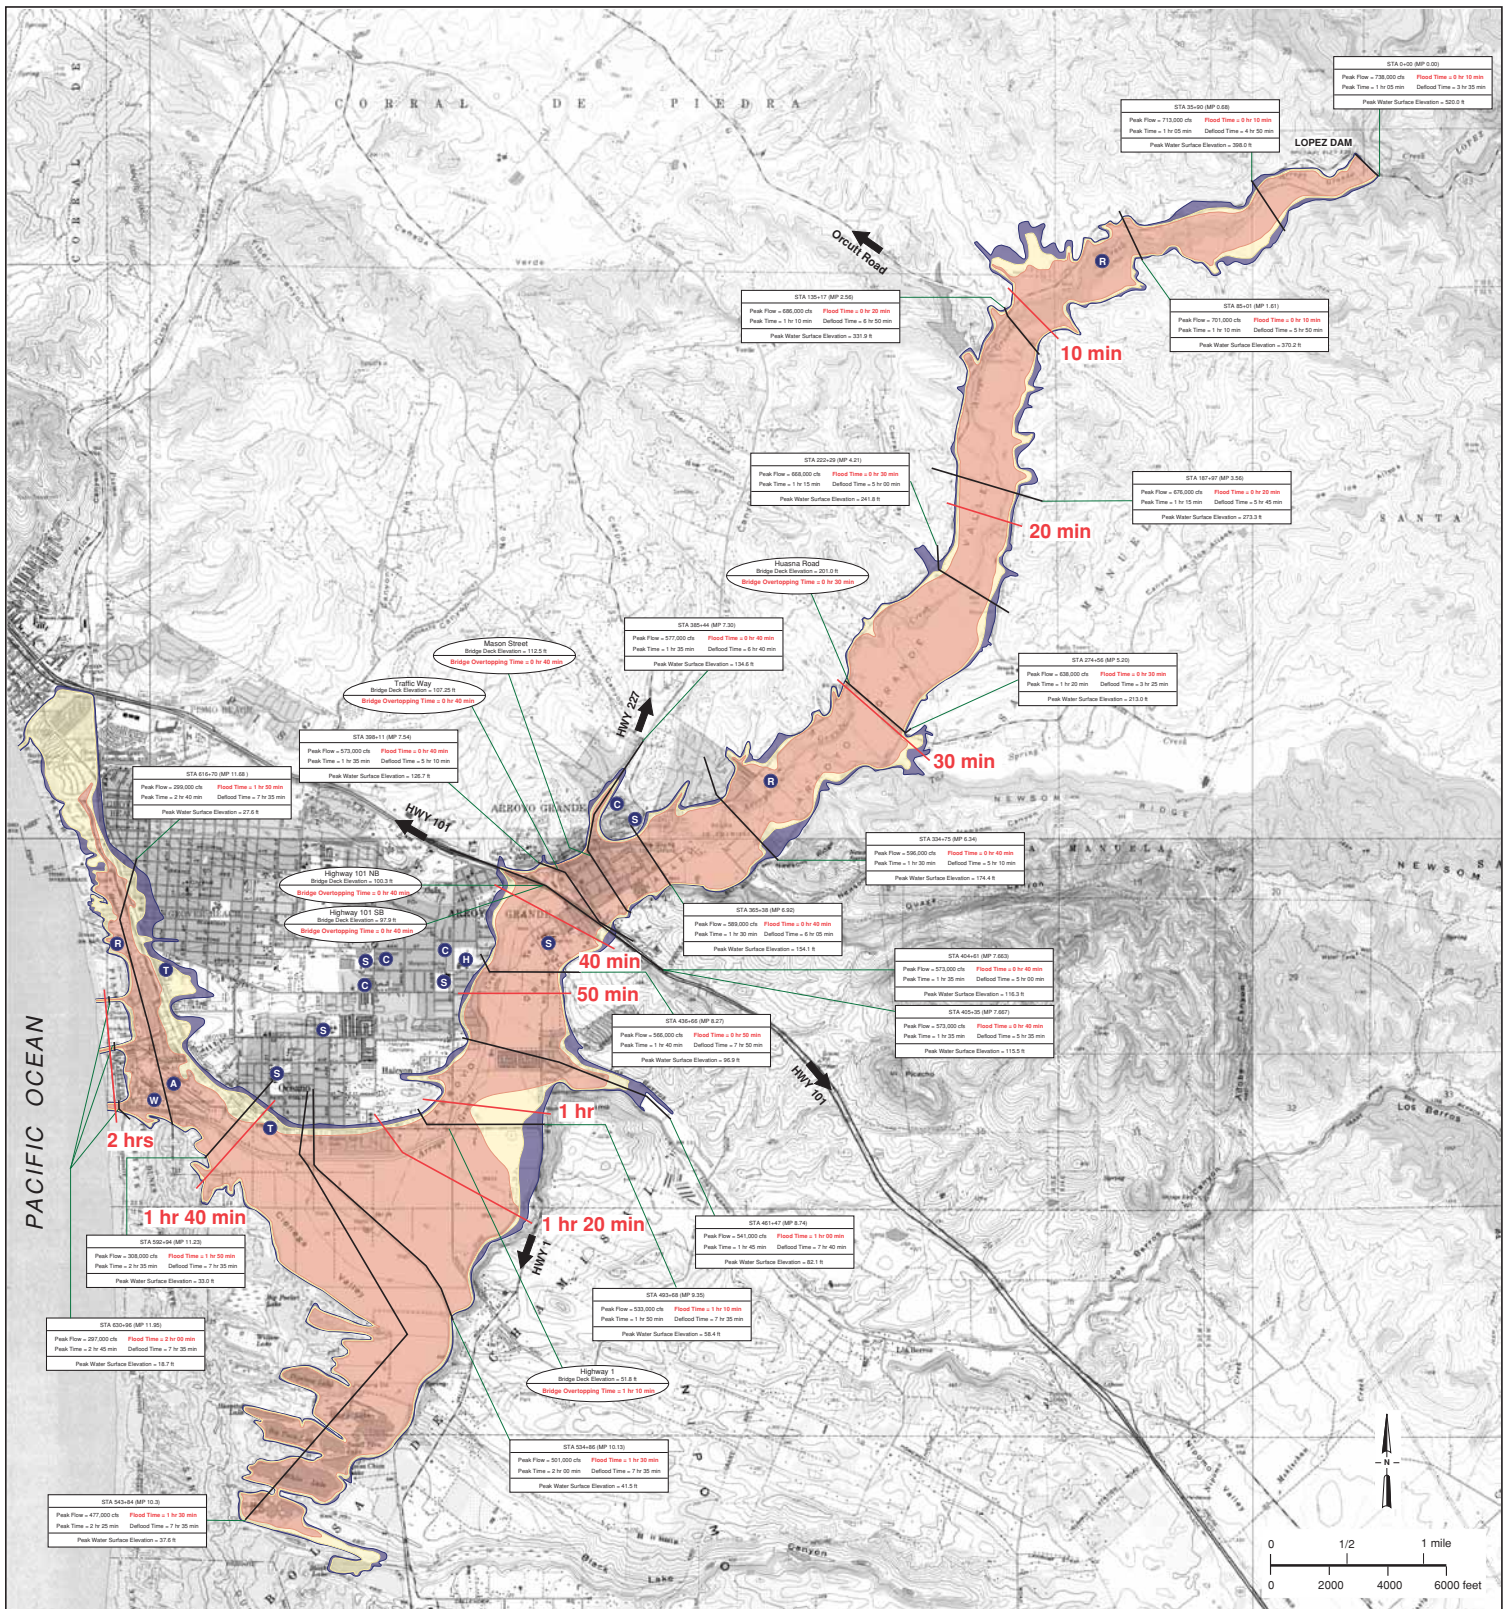 CORRAL DE PIEDRA
CORRAL DE
STA 0+00 (MP 0.00)
Peak Flow = 738,000 cfs Flood Time = 0 hr 10 min
Peak Time = 1 hr 05 min Deflood Time = 3 hr 35 min
Peak Water Surface Elevation = 520.0 ft
STA 35+90 (MP 0.68)
Peak Flow = 713,000 cfs Flood Time = 0 hr 10 min
Peak Time = 1 hr 05 min Deflood Time = 4 hr 50 min
Peak Water Surface Elevation = 398.0 ft
LOPEZ DAM
Creek
LOPEZ
Orcutt Road
Verde
STA 135+17 (MP 2.56)
Peak Flow = 686,000 cfs Flood Time = 0 hr 20 min
Peak Time = 1 hr 10 min Deflood Time = 6 hr 50 min
Peak Water Surface Elevation = 331.9 ft
R
STA 85+01 (MP 1.61)
Peak Flow = 701,000 cfs Flood Time = 0 hr 10 min
Peak Time = 1 hr 10 min Deflood Time = 5 hr 50 min
Peak Water Surface Elevation = 370.2 ft
10 min
STA 222+29 (MP 4.21)
Peak Flow = 668,000 cfs Flood Time = 0 hr 30 min
Peak Time = 1 hr 15 min Deflood Time = 5 hr 00 min
Peak Water Surface Elevation = 241.8 ft
STA 187+97 (MP 3.56)
Peak Flow = 676,000 cfs Flood Time = 0 hr 20 min
Peak Time = 1 hr 15 min Deflood Time = 5 hr 45 min
Peak Water Surface Elevation = 273.3 ft
SANTA
MANUELA
20 min
Huasna Road
Bridge Deck Elevation = 201.0 ft
Bridge Overtopping Time = 0 hr 30 min
STA 385+44 (MP 7.30)
Peak Flow = 577,000 cfs Flood Time = 0 hr 40 min
Peak Time = 1 hr 35 min Deflood Time = 6 hr 40 min
Peak Water Surface Elevation = 134.6 ft
Mason Street
Bridge Deck Elevation = 112.5 ft
Bridge Overtopping Time = 0 hr 40 min
STA 274+56 (MP 5.20)
Peak Flow = 638,000 cfs Flood Time = 0 hr 30 min
Peak Time = 1 hr 20 min Deflood Time = 3 hr 25 min
Peak Water Surface Elevation = 213.0 ft
Traffic Way
Bridge Deck Elevation = 107.25 ft
Bridge Overtopping Time = 0 hr 40 min
HWY 227
STA 398+11 (MP 7.54)
Peak Flow = 573,000 cfs Flood Time = 0 hr 40 min
Peak Time = 1 hr 35 min Deflood Time = 5 hr 10 min
Peak Water Surface Elevation = 126.7 ft
30 min
STA 616+70 (MP 11.68)
Peak Flow = 299,000 cfs Flood Time = 1 hr 50 min
Peak Time = 2 hr 40 min Deflood Time = 7 hr 35 min
Peak Water Surface Elevation = 27.6 ft
R
NEWSOM RIDGE
HWY 101
ARROYO GRANDE
C
S
STA 334+75 (MP 6.34)
Peak Flow = 596,000 cfs Flood Time = 0 hr 40 min
Peak Time = 1 hr 30 min Deflood Time = 5 hr 10 min
Peak Water Surface Elevation = 174.4 ft
MANUELA
NEWSOM
Highway 101 NB
Bridge Deck Elevation = 100.3 ft
Bridge Overtopping Time = 0 hr 40 min
Highway 101 SB
Bridge Deck Elevation = 97.9 ft
Bridge Overtopping Time = 0 hr 40 min
ARROYO GRANDE
GROVER BEACH
STA 365+38 (MP 6.92)
Peak Flow = 589,000 cfs Flood Time = 0 hr 40 min
Peak Time = 1 hr 30 min Deflood Time = 6 hr 05 min
Peak Water Surface Elevation = 154.1 ft
R
T
S
C
C
H
S
C
S
40 min
STA 404+61 (MP 7.663)
Peak Flow = 573,000 cfs Flood Time = 0 hr 40 min
Peak Time = 1 hr 35 min Deflood Time = 5 hr 00 min
Peak Water Surface Elevation = 116.3 ft
50 min
STA 405+35 (MP 7.667)
Peak Flow = 573,000 cfs Flood Time = 0 hr 40 min
Peak Time = 1 hr 35 min Deflood Time = 5 hr 35 min
Peak Water Surface Elevation = 115.5 ft
STA 436+66 (MP 8.27)
Peak Flow = 566,000 cfs Flood Time = 0 hr 50 min
Peak Time = 1 hr 40 min Deflood Time = 7 hr 50 min
Peak Water Surface Elevation = 96.9 ft
S
PACIFIC OCEAN
Halcyon
Picacho
HWY 101
S
Oceano
A
W
T
Los Berros
1 hr
2 hrs
1 hr 40 min
1 hr 20 min
Cienega
Valley
HWY 1
STA 461+47 (MP 8.74)
Peak Flow = 541,000 cfs Flood Time = 1 hr 00 min
Peak Time = 1 hr 45 min Deflood Time = 7 hr 40 min
Peak Water Surface Elevation = 82.1 ft
STA 592+94 (MP 11.23)
Peak Flow = 308,000 cfs Flood Time = 1 hr 50 min
Peak Time = 2 hr 35 min Deflood Time = 7 hr 35 min
Peak Water Surface Elevation = 33.0 ft
STA 493+68 (MP 9.35)
Peak Flow = 533,000 cfs Flood Time = 1 hr 10 min
Peak Time = 1 hr 50 min Deflood Time = 7 hr 35 min
Peak Water Surface Elevation = 58.4 ft
STA 630+96 (MP 11.95)
Peak Flow = 297,000 cfs Flood Time = 2 hr 00 min
Peak Time = 2 hr 45 min Deflood Time = 7 hr 35 min
Peak Water Surface Elevation = 18.7 ft
Los Berros
Highway 1
Bridge Deck Elevation = 51.8 ft
Bridge Overtopping Time = 1 hr 10 min
STA 534+86 (MP 10.13)
Peak Flow = 501,000 cfs Flood Time = 1 hr 30 min
Peak Time = 2 hr 00 min Deflood Time = 7 hr 35 min
Peak Water Surface Elevation = 41.5 ft
STA 543+84 (MP 10.3)
Peak Flow = 477,000 cfs Flood Time = 1 hr 30 min
Peak Time = 2 hr 25 min Deflood Time = 7 hr 35 min
Peak Water Surface Elevation = 37.6 ft
Nipomo Valley
N
Black Lake Canyon
0 1/2 1 mile
0 2000 4000 6000 feet